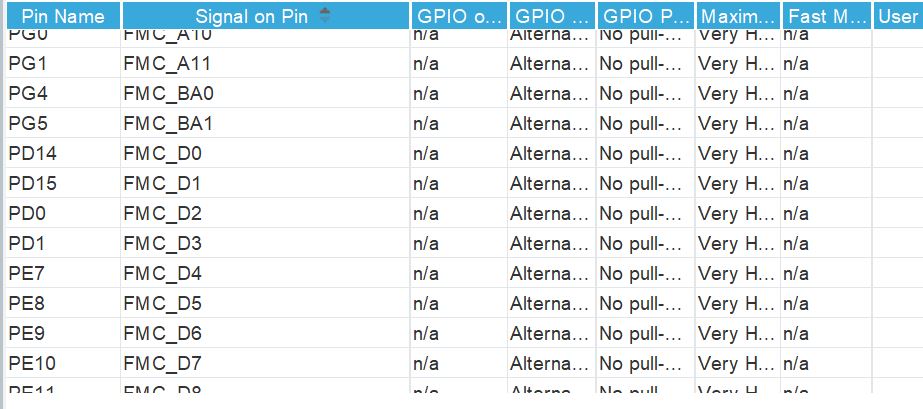 Pin Name Signal on Pin GPIO o... GPIO ... GPIO P... Maxim... Fast M... User
PG0 FMC_A10 n/a Alterna... No pull-... Very H... n/a
PG1 FMC_A11 n/a Alterna... No pull-... Very H... n/a
PG4 FMC_BA0 n/a Alterna... No pull-... Very H... n/a
PG5 FMC_BA1 n/a Alterna... No pull-... Very H... n/a
PD14 FMC_D0 n/a Alterna... No pull-... Very H... n/a
PD15 FMC_D1 n/a Alterna... No pull-... Very H... n/a
PD0 FMC_D2 n/a Alterna... No pull-... Very H... n/a
PD1 FMC_D3 n/a Alterna... No pull-... Very H... n/a
PE7 FMC_D4 n/a Alterna... No pull-... Very H... n/a
PE8 FMC_D5 n/a Alterna... No pull-... Very H... n/a
PE9 FMC_D6 n/a Alterna... No pull-... Very H... n/a
PE10 FMC_D7 n/a Alterna... No pull-... Very H... n/a
PE11 FMC_D8 n/a Alterna... No pull-... Very H... n/a